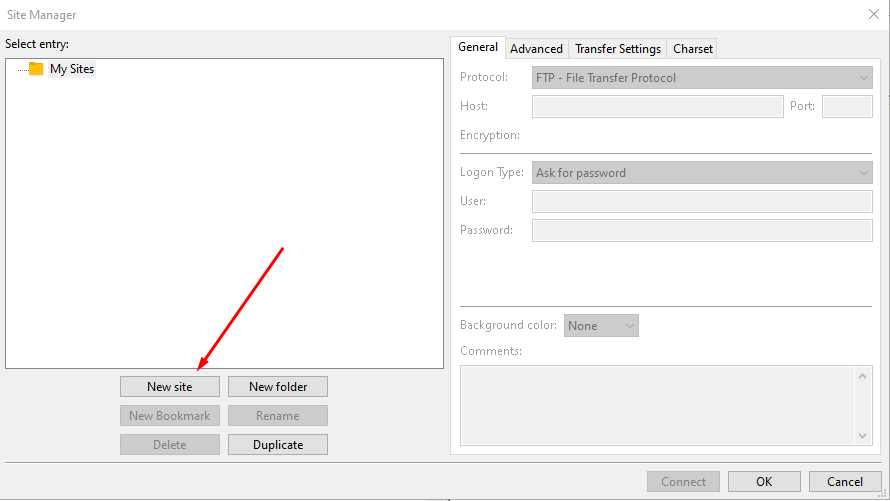 Site Manager
Select entry:
My Sites
New site
New folder
New Bookmark
Rename
Delete
Duplicate
General
Advanced
Transfer Settings
Charset
Protocol:
FTP - File Transfer Protocol
Host:
Port:
Encryption:
Logon Type:
Ask for password
User:
Password:
Background color:
None
Comments:
Connect
OK
Cancel